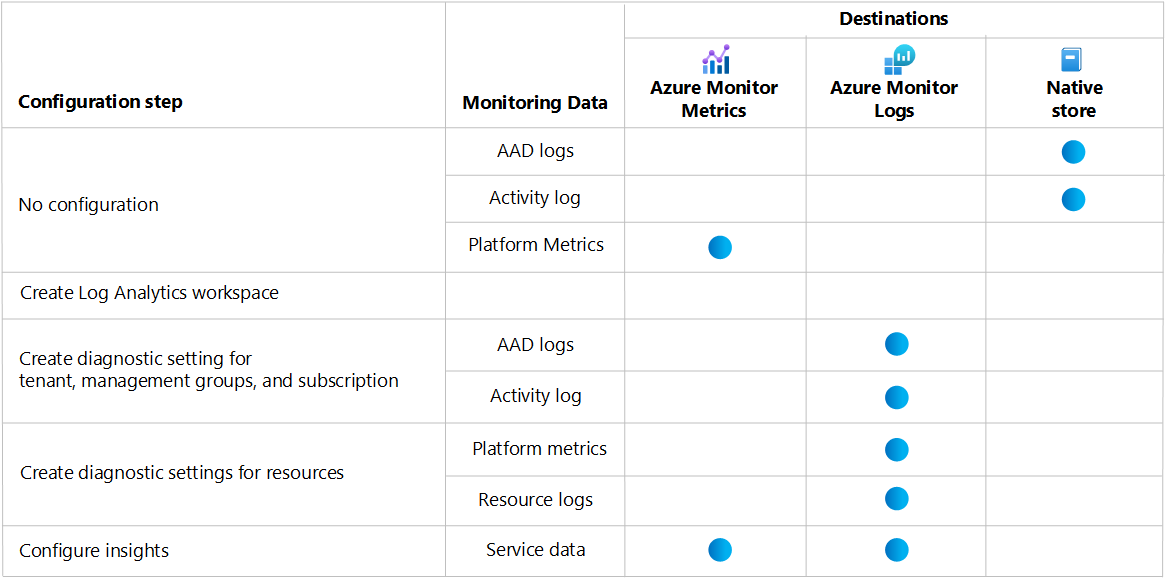 Destinations
Configuration step
Monitoring Data
Azure Monitor
Metrics
Azure Monitor
Logs
Native
store
No configuration
AAD logs
Activity log
Platform Metrics
Create Log Analytics workspace
Create diagnostic setting for
tenant, management groups, and subscription
AAD logs
Activity log
Create diagnostic settings for resources
Platform metrics
Resource logs
Configure insights
Service data